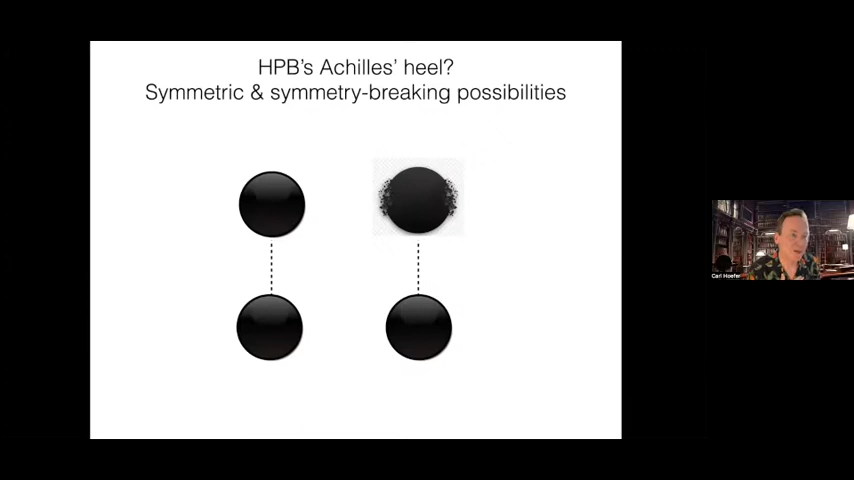 HPB's Achilles' heel?
Symmetric & symmetry-breaking possibilities
Carl Hoefer